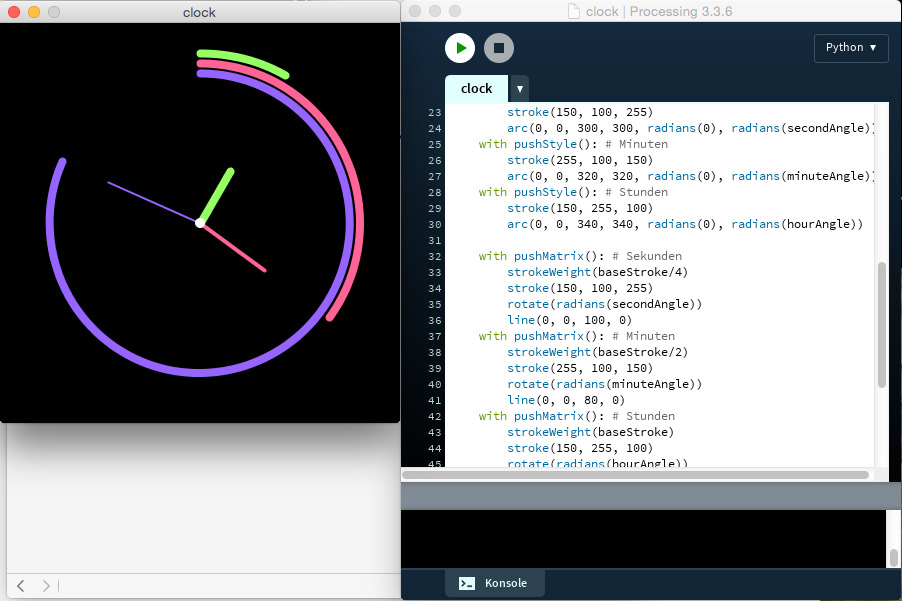 clock
clock | Processing 3.3.6
Python ▼
clock ▼
23 stroke(150, 100, 255)
24 arc(0, 0, 300, 300, radians(0), radians(secondAngle))
25 with pushStyle(): # Minuten
26 stroke(255, 100, 150)
27 arc(0, 0, 320, 320, radians(0), radians(minuteAngle))
28 with pushStyle(): # Stunden
29 stroke(150, 255, 100)
30 arc(0, 0, 340, 340, radians(0), radians(hourAngle))
31
32 with pushMatrix(): # Sekunden
33 strokeWeight(baseStroke/4)
34 stroke(150, 100, 255)
35 rotate(radians(secondAngle))
36 line(0, 0, 100, 0)
37 with pushMatrix(): # Minuten
38 strokeWeight(baseStroke/2)
39 stroke(255, 100, 150)
40 rotate(radians(minuteAngle))
41 line(0, 0, 80, 0)
42 with pushMatrix(): # Stunden
43 strokeWeight(baseStroke)
44 stroke(150, 255, 100)
45 rotate(radians(hourAngle))
Konsole